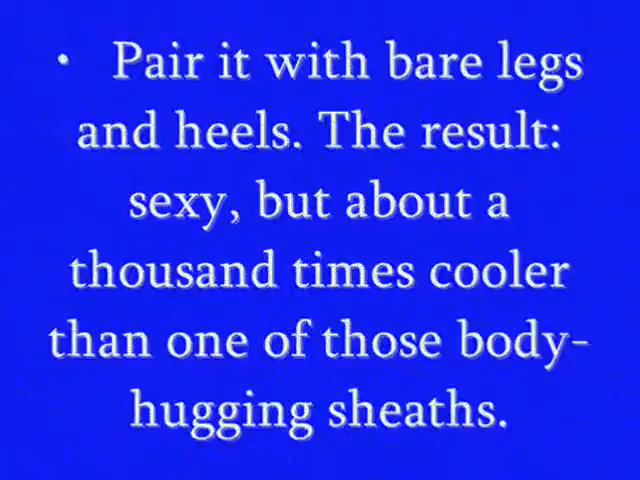 • Pair it with bare legs
and heels. The result:
sexy, but about a
thousand times cooler
than one of those body-
hugging sheaths.